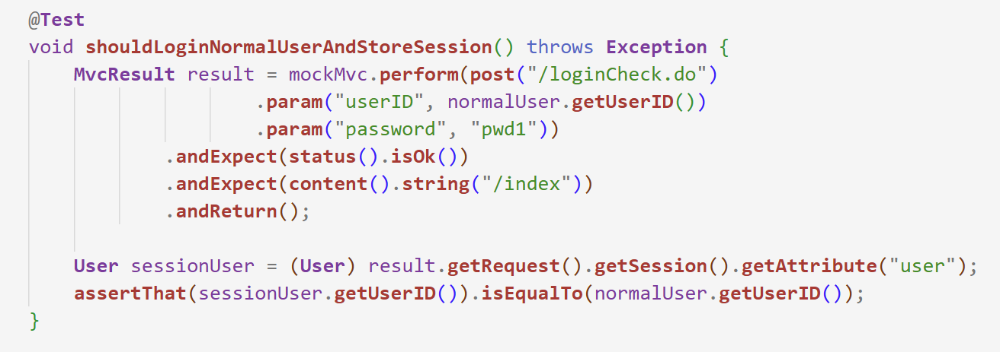 @Test
void shouldLoginNormalUserAndStoreSession() throws Exception {
    MvcResult result = mockMvc.perform(post("/loginCheck.do")
                    .param("userID", normalUser.getUserID())
                    .param("password", "pwd1"))
            .andExpect(status().isOk())
            .andExpect(content().string("/index"))
            .andReturn();

    User sessionUser = (User) result.getRequest().getSession().getAttribute("user");
    assertThat(sessionUser.getUserID()).isEqualTo(normalUser.getUserID());
}